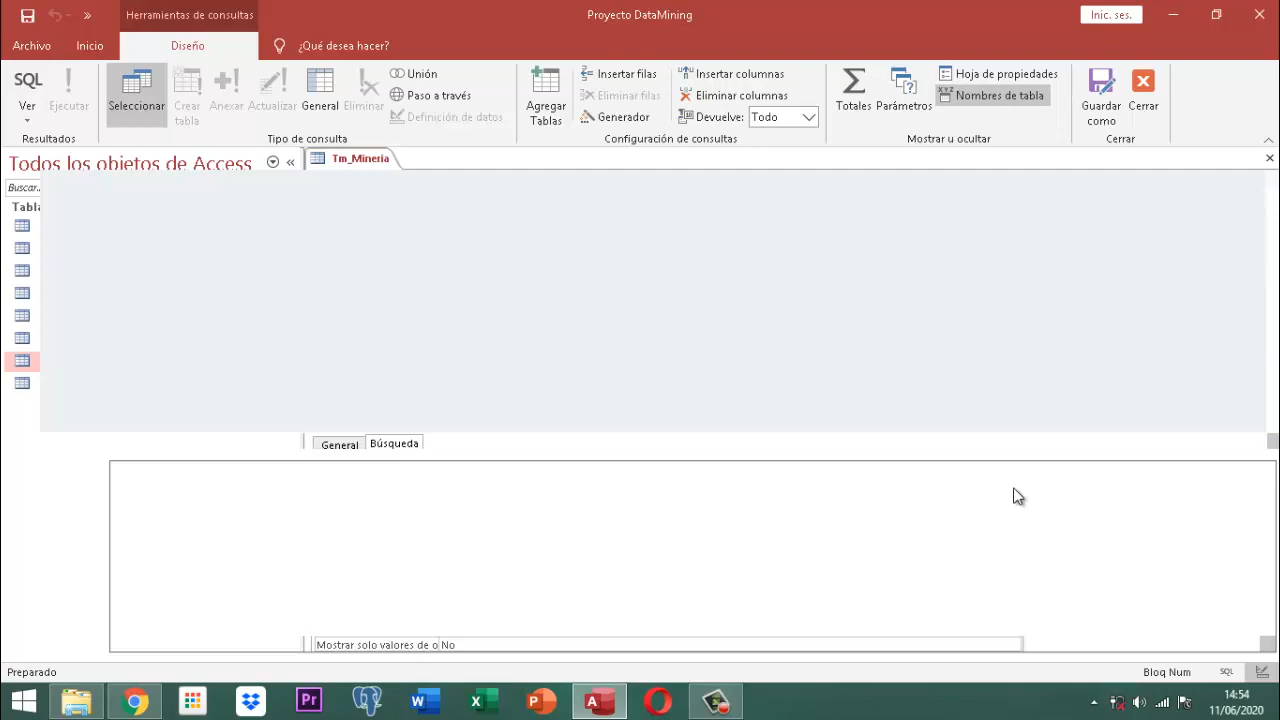 Herramientas de consultas
Proyecto DataMining
Inic. ses.
Archivo
Inicio
Diseño
¿Qué desea hacer?
SQL
Ver
Ejecutar
Seleccionar
Crear tabla
Anexar
Actualizar
General
Eliminar
Unión
Paso a través
Definición de datos
Agregar Tablas
Insertar filas
Eliminar filas
Generador
Insertar columnas
Eliminar columnas
Devuelve:
Todo
Totales
Parámetros
Hoja de propiedades
XYZ
Nombres de tabla
Guardar como
Cerrar
Resultados
Tipo de consulta
Configuración de consultas
Mostrar u ocultar
Cerrar
Todos los objetos de Access
Tm_Mineria
Buscar..
Tabla
General
Búsqueda
Mostrar solo valores de o
No
Preparado
Bloq Num
SQL
Pr
W
X
P
A
14:54
11/06/2020